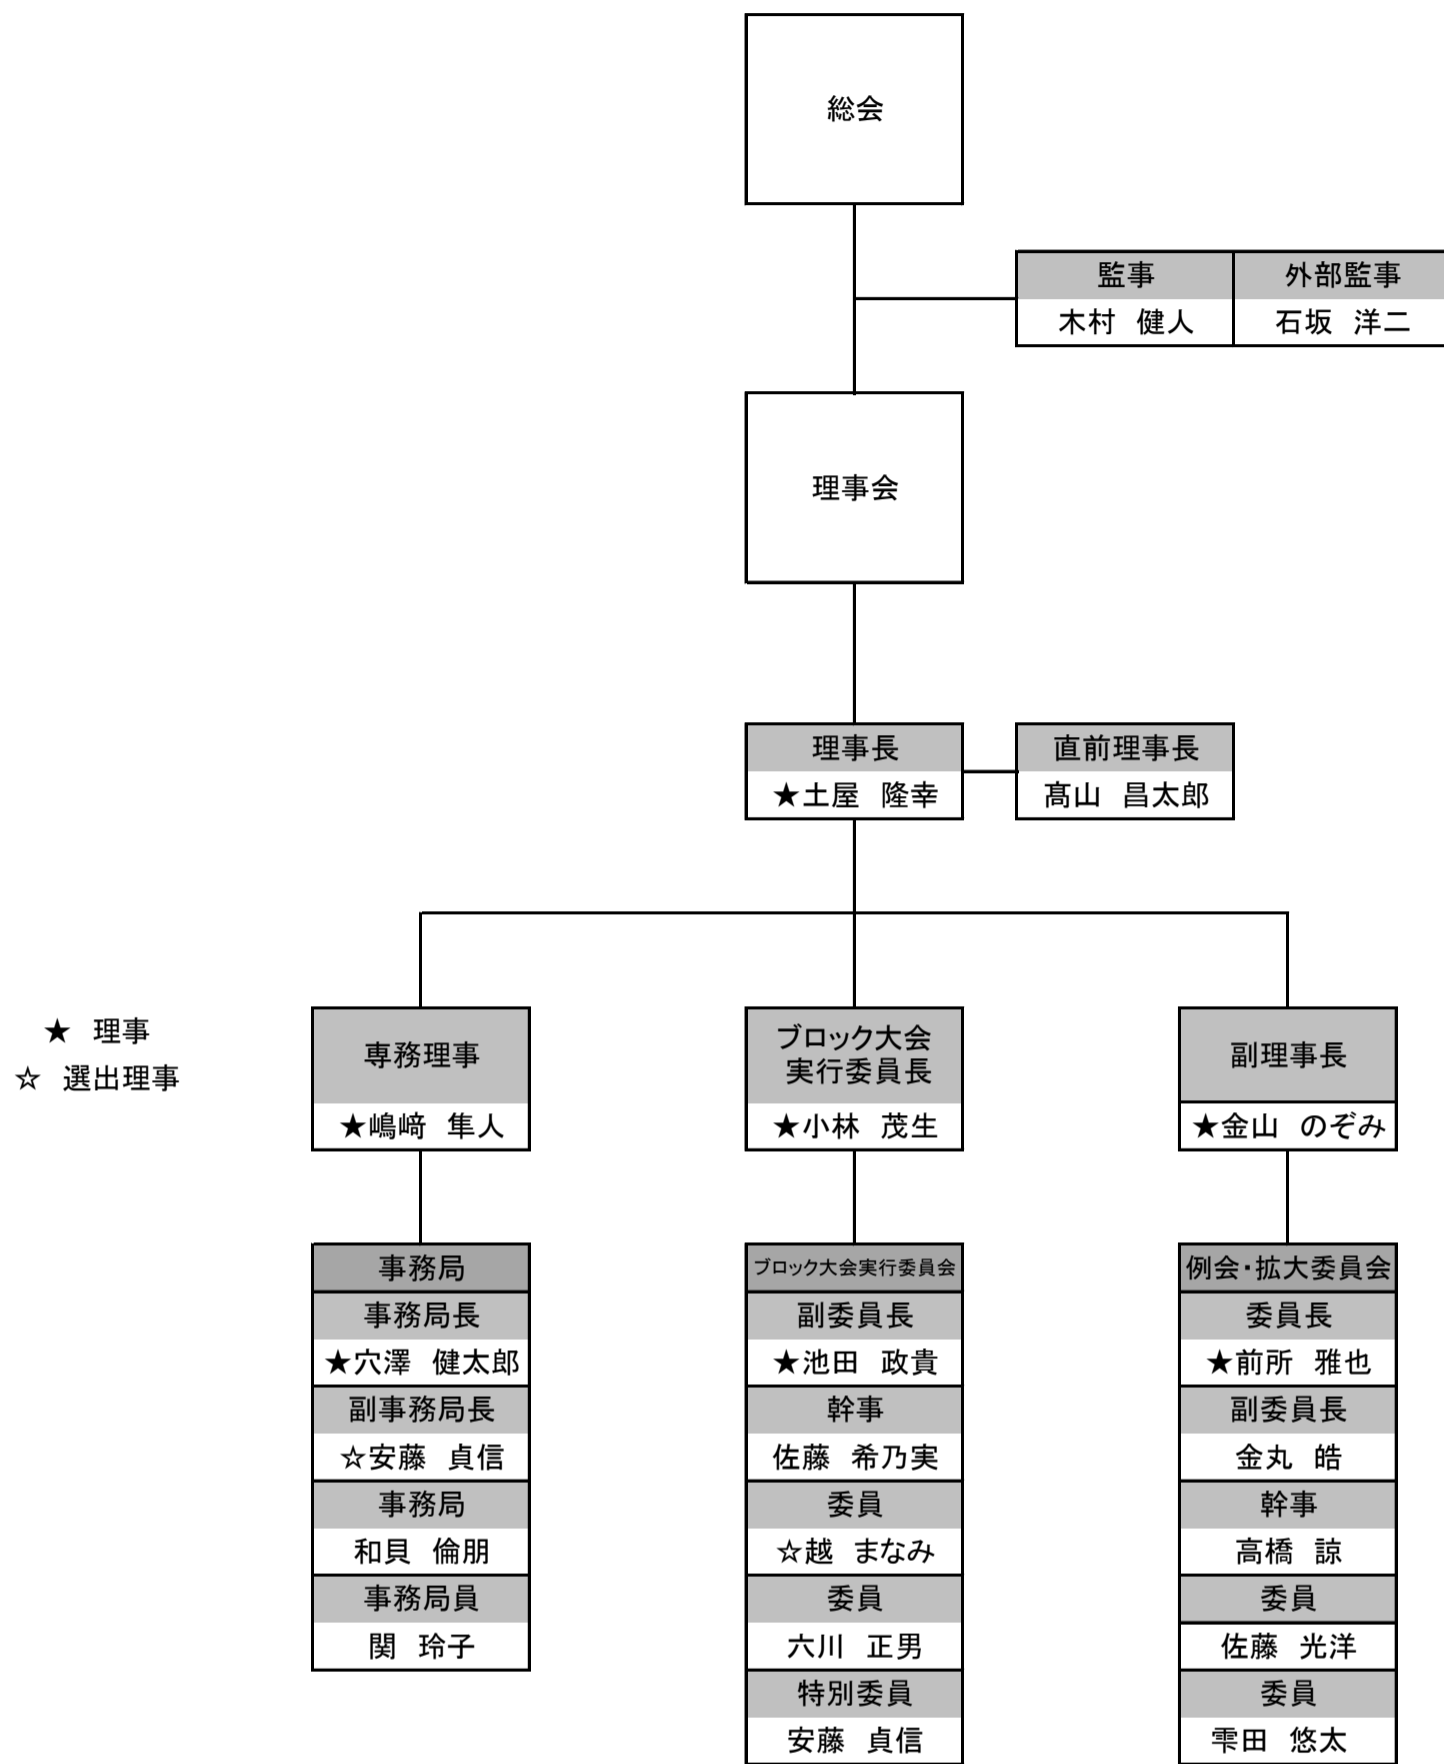 総会
監事
外部監事
木村 健人
石坂 洋二
理事会
理事長
★土屋 隆幸
直前理事長
髙山 昌太郎
★ 理事
☆ 選出理事
専務理事
★嶋﨑 隼人
ブロック大会
実行委員長
★小林 茂生
副理事長
★金山 のぞみ
事務局
事務局長
★穴澤 健太郎
副事務局長
☆安藤 貞信
事務局
和貝 倫朋
事務局員
関 玲子
ブロック大会実行委員会
副委員長
★池田 政貴
幹事
佐藤 希乃実
委員
☆越 まなみ
委員
六川 正男
特別委員
安藤 貞信
例会・拡大委員会
委員長
★前所 雅也
副委員長
金丸 皓
幹事
高橋 諒
委員
佐藤 光洋
委員
雫田 悠太